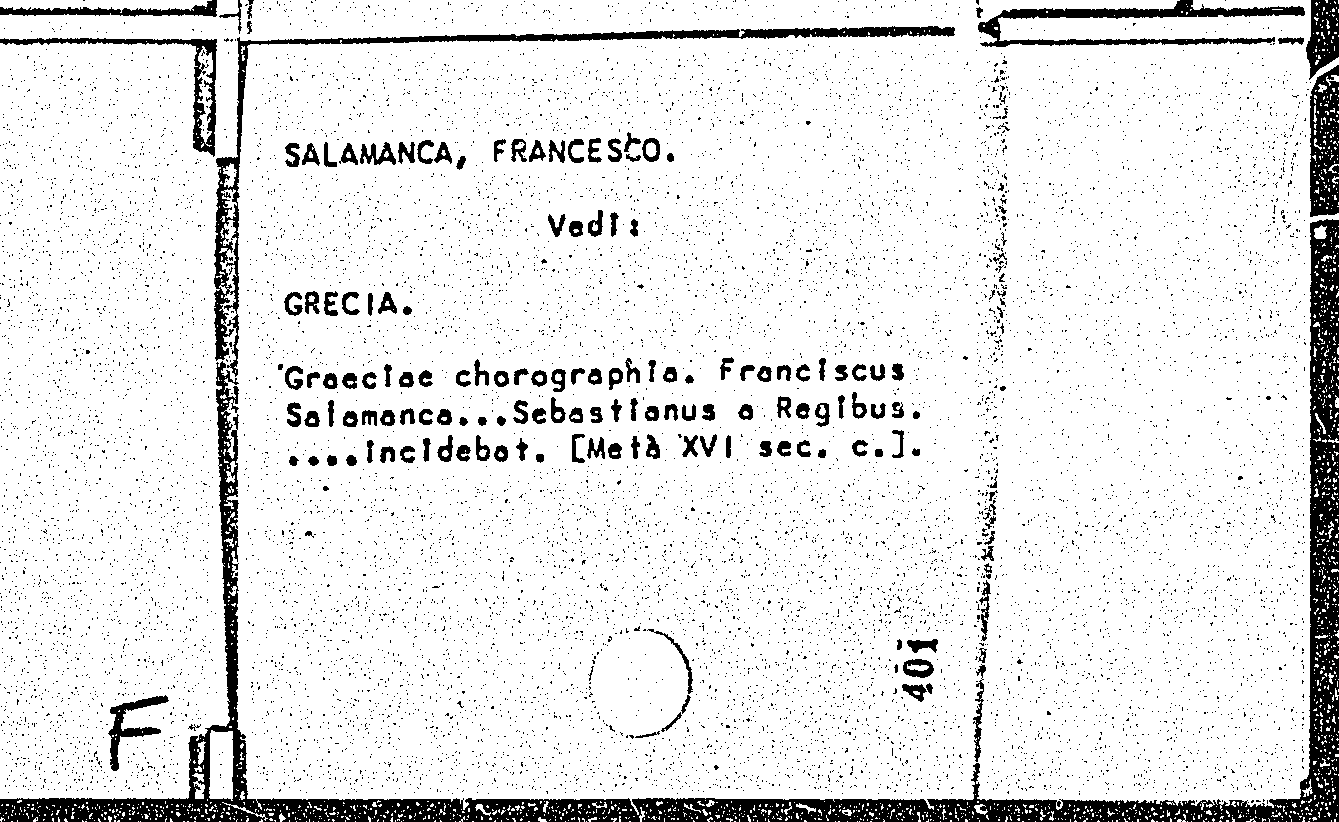 SALAMANCA, FRANCESCO.
Vedi:
GRECIA.
Graeciae chorographia. Franciscus
Salamanca...Sebastianus a Regibus.
....incidebat. [Metà XVI sec. c.].
401
F